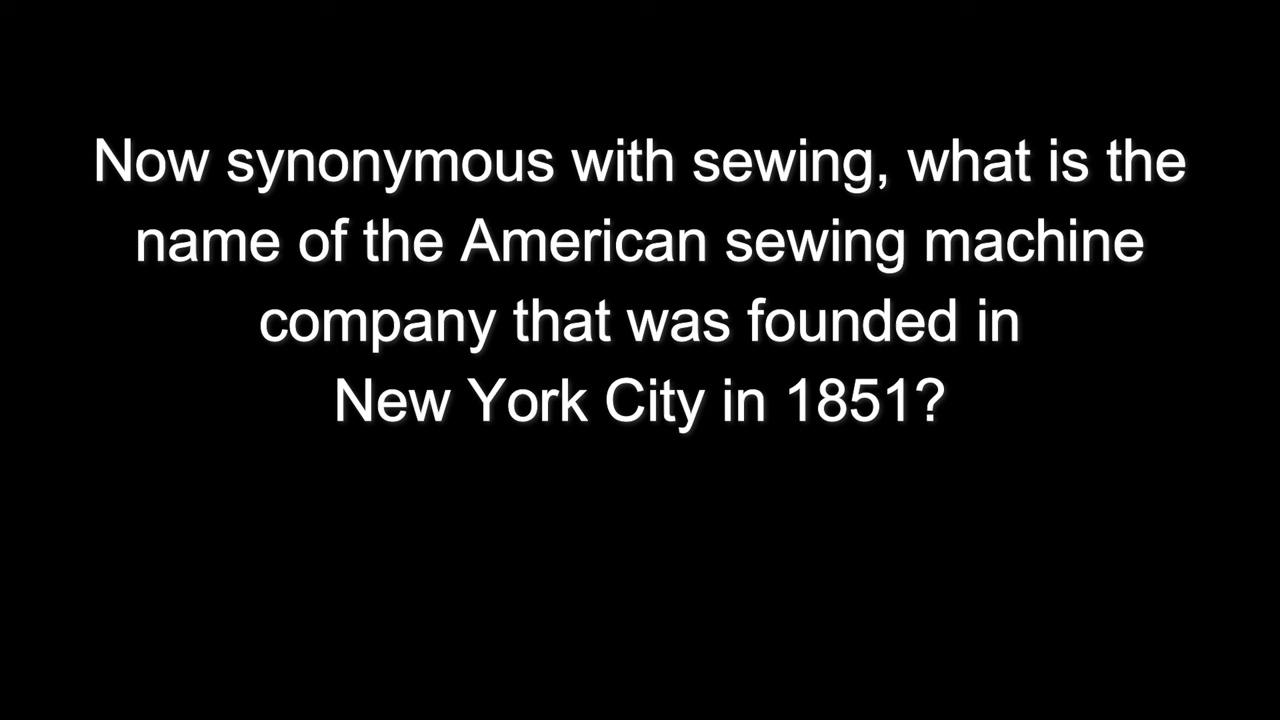 Now synonymous with sewing, what is the
name of the American sewing machine
company that was founded in
New York City in 1851?